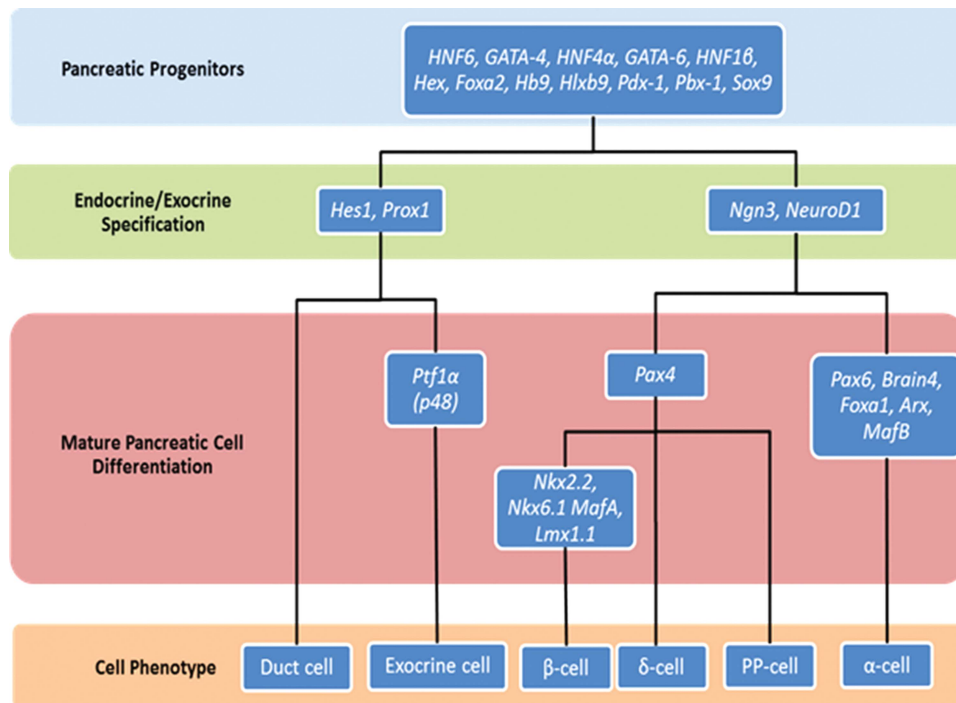 Pancreatic Progenitors
HNF6, GATA-4, HNF4α, GATA-6, HNF1β,
Hex, Foxa2, Hb9, Hlxb9, Pdx-1, Pbx-1, Sox9
Endocrine/Exocrine
Specification
Hes1, Prox1
Ngn3, NeuroD1
Mature Pancreatic Cell
Differentiation
Ptf1α
(p48)
Pax4
Pax6, Brain4,
Foxa1, Arx,
MafB
Nkx2.2,
Nkx6.1 MafA,
Lmx1.1
Cell Phenotype
Duct cell
Exocrine cell
β-cell
δ-cell
PP-cell
α-cell